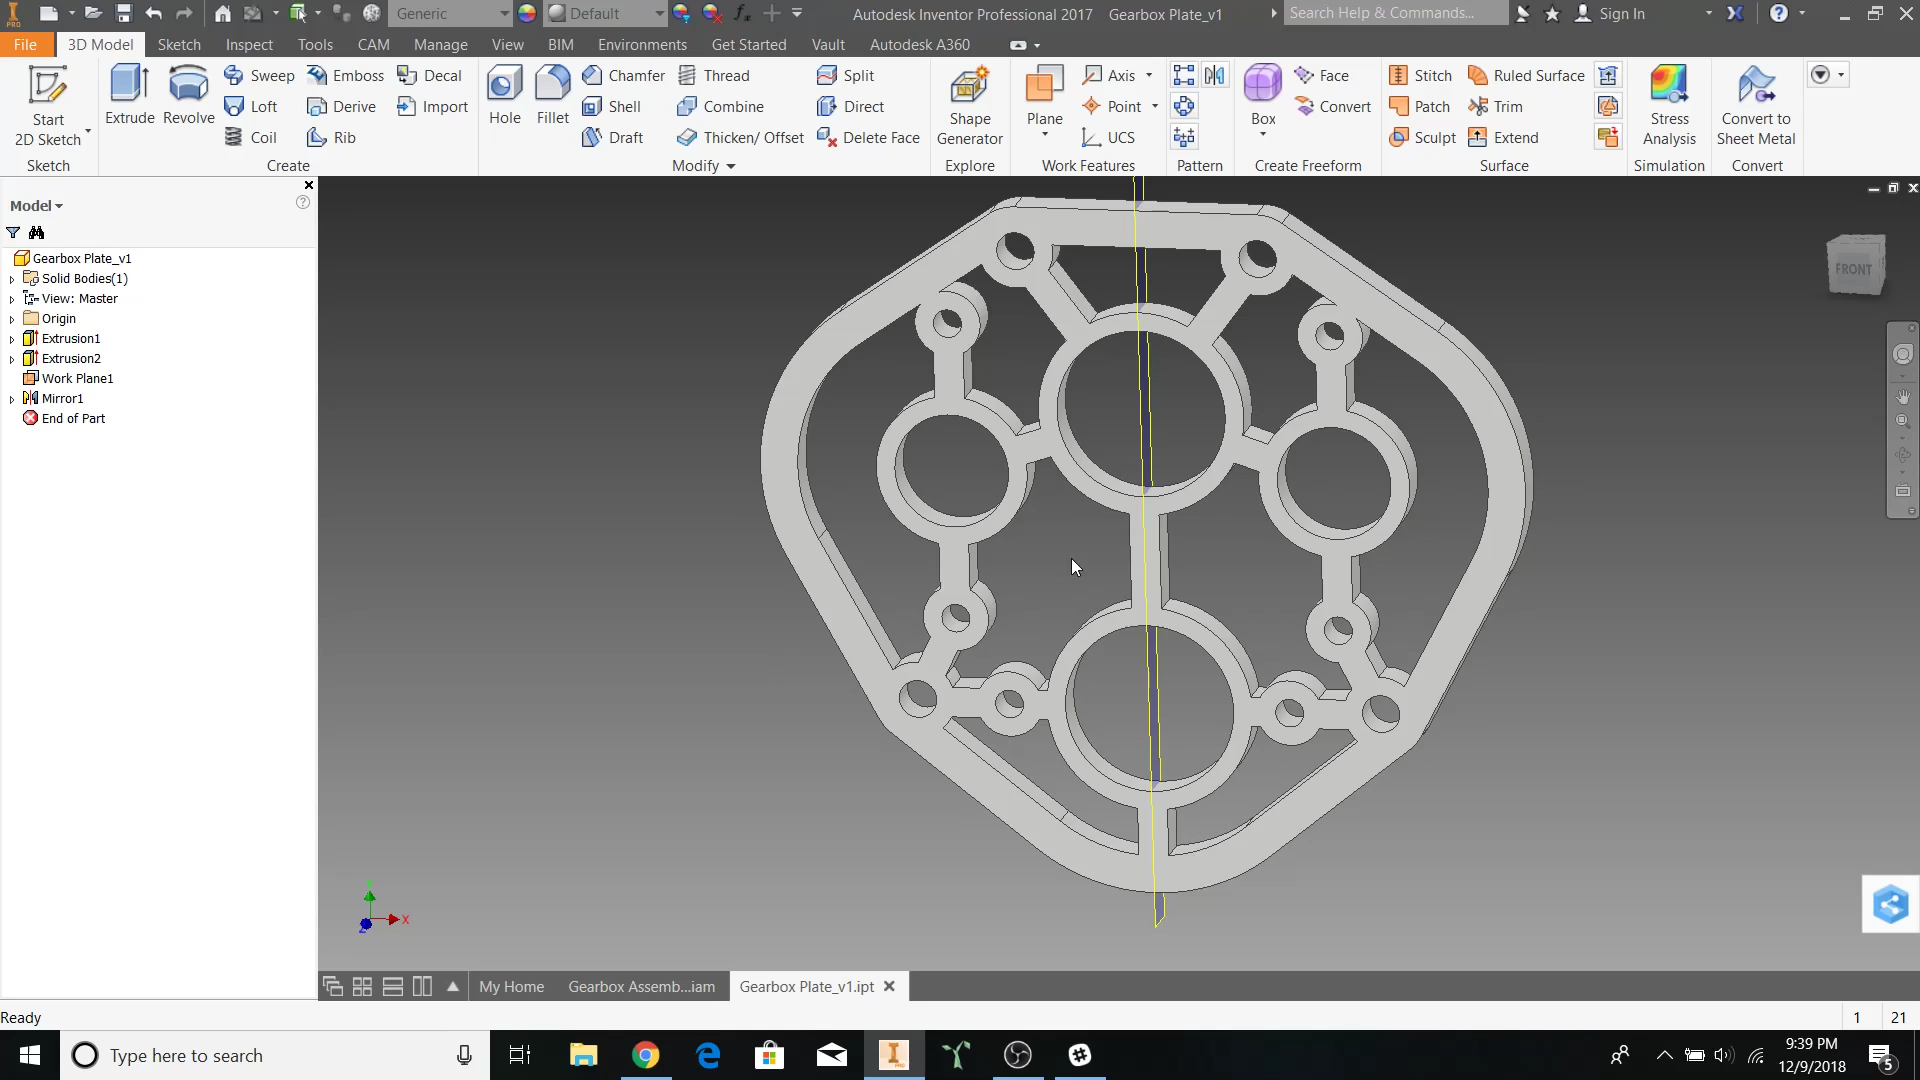 PRO
Generic
Default
Autodesk Inventor Professional 2017 Gearbox Plate_v1
Search Help & Commands...
Sign In
File 3D Model Sketch Inspect Tools CAM Manage View BIM Environments Get Started Vault Autodesk A360
Sweep Emboss Decal Chamfer Thread Split Axis Face Stitch Ruled Surface
Loft Derive Import Shell Combine Direct Point Convert Patch Trim
Start 2D Sketch Extrude Revolve Hole Fillet Shape Generator Plane Box Stress Analysis Convert to Sheet Metal
Coil Rib Draft Thicken/ Offset Delete Face UCS Sculpt Extend
Sketch Create Modify Explore Work Features Pattern Create Freeform Surface Simulation Convert
Model
Gearbox Plate_v1
Solid Bodies(1)
View: Master
Origin
Extrusion1
Extrusion2
Work Plane1
Mirror1
End of Part
FRONT
Y
X
Z
My Home Gearbox Assemb...iam Gearbox Plate_v1.ipt
Ready
1 21
Type here to search
PRO
9:39 PM
12/9/2018
5